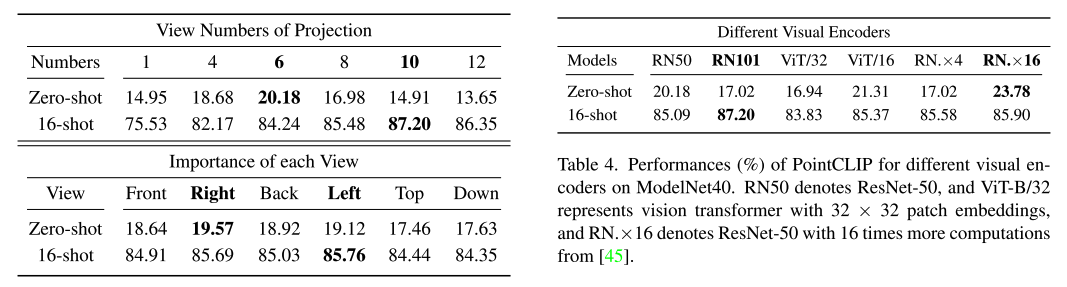 View Numbers of Projection
Numbers 1 4 6 8 10 12
Zero-shot 14.95 18.68 20.18 16.98 14.91 13.65
16-shot 75.53 82.17 84.24 85.48 87.20 86.35
Importance of each View
View Front Right Back Left Top Down
Zero-shot 18.64 19.57 18.92 19.12 17.46 17.63
16-shot 84.91 85.69 85.03 85.76 84.44 84.35
Different Visual Encoders
Models RN50 RN101 ViT/32 ViT/16 RN.×4 RN.×16
Zero-shot 20.18 17.02 16.94 21.31 17.02 23.78
16-shot 85.09 87.20 83.83 85.37 85.58 85.90
Table 4. Performances (%) of PointCLIP for different visual en-
coders on ModelNet40. RN50 denotes ResNet-50, and ViT-B/32
represents vision transformer with 32 × 32 patch embeddings,
and RN.×16 denotes ResNet-50 with 16 times more computations
from [45].